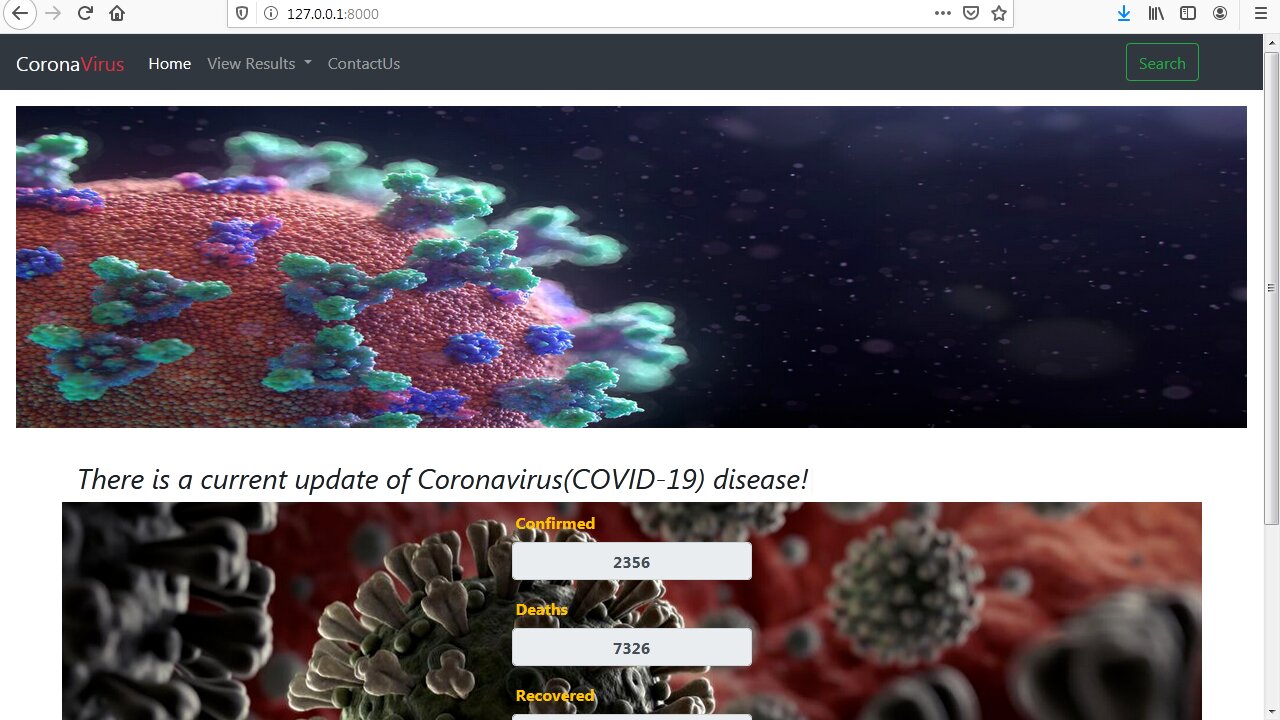 127.0.0.1:8000
CoronaVirus Home View Results ContactUs Search
There is a current update of Coronavirus(COVID-19) disease!
Confirmed
2356
Deaths
7326
Recovered